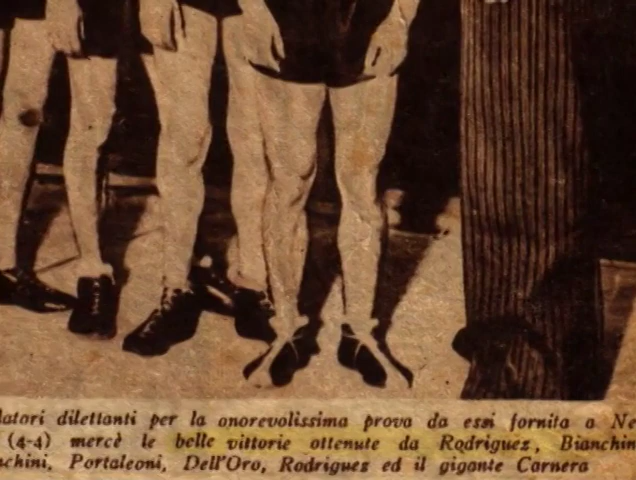 latori dilettanti per la onorevolissima prova da essi fornita a Ne
(4-4) mercè le belle vittorie ottenute da Rodriguez, Bianchin
chini, Portaleoni, Dell'Oro, Rodriguez ed il gigante Carnera